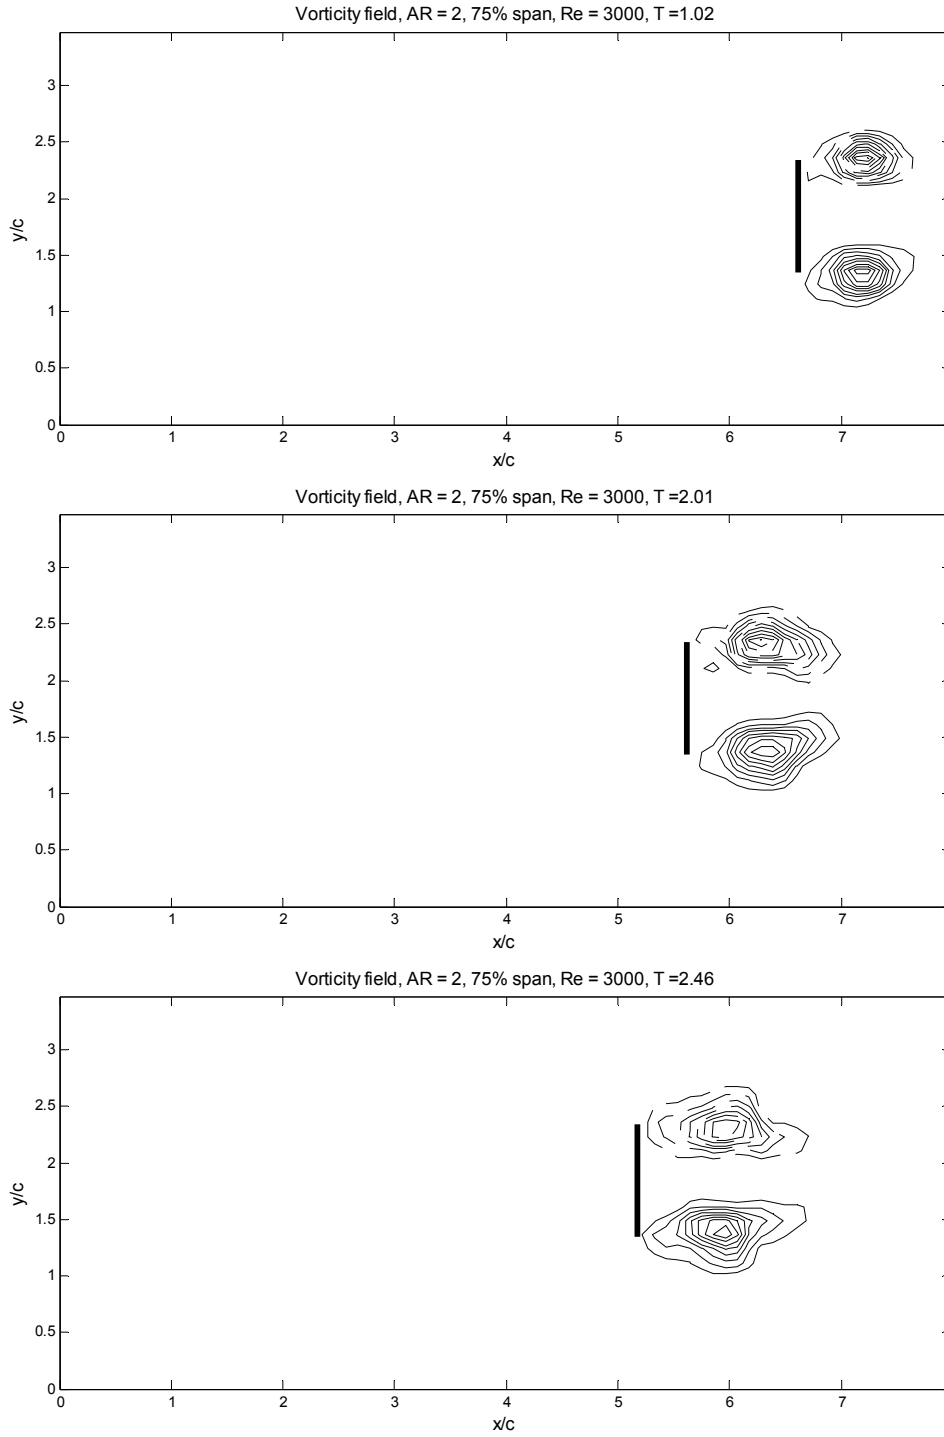 Vorticity field, AR = 2, 75% span, Re = 3000, T =1.02
3
2.5
2
1.5
1
0.5
0
y/c
0 1 2 3 4 5 6 7
x/c
Vorticity field, AR = 2, 75% span, Re = 3000, T =2.01
3
2.5
2
1.5
1
0.5
0
y/c
0 1 2 3 4 5 6 7
x/c
Vorticity field, AR = 2, 75% span, Re = 3000, T =2.46
3
2.5
2
1.5
1
0.5
0
y/c
0 1 2 3 4 5 6 7
x/c